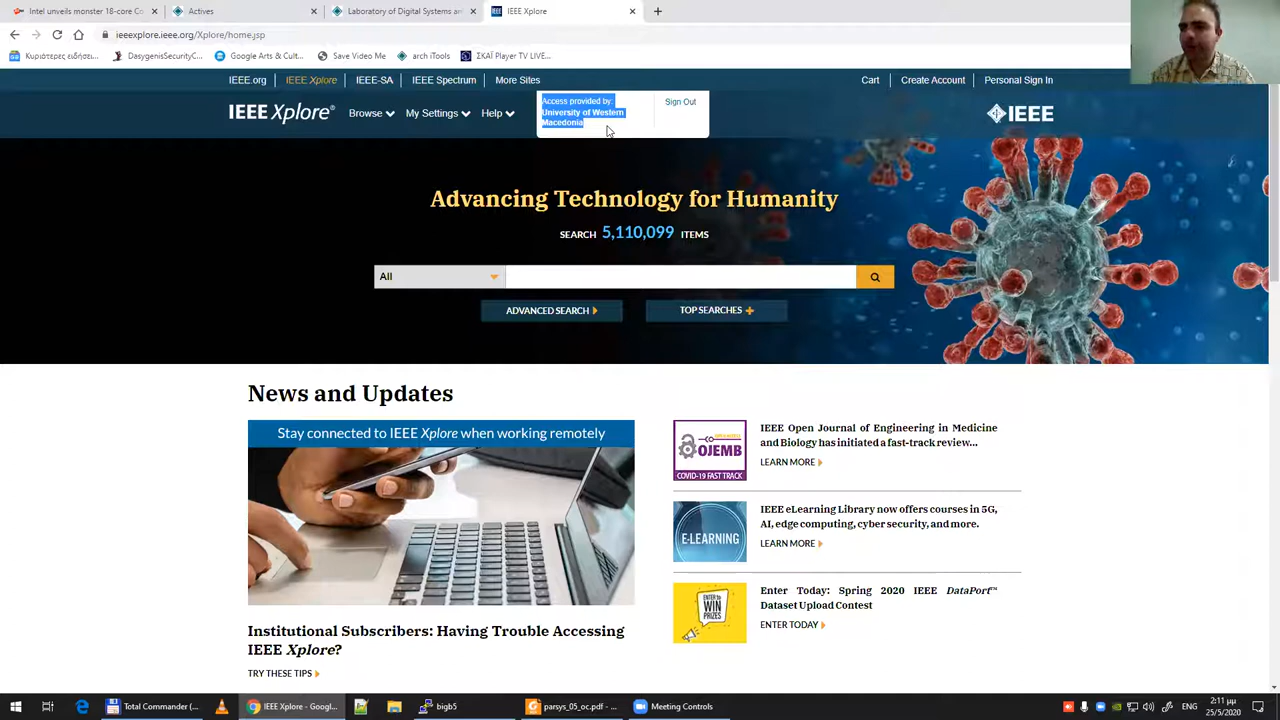 Intel unveils monster 18-core C
Actives
Laboratory of Digital Systems an
IEEE Xplore
ieeexplore.ieee.org/Xplore/home.jsp
Κυριότερες ειδήσει...
DasygenisSecurityC...
Google Arts & Cult...
Save Video Me
arch iTools
ΣΚΑΪ Player TV LIVE...
IEEE.org
IEEE Xplore
IEEE-SA
IEEE Spectrum
More Sites
Cart
Create Account
Personal Sign In
IEEE Xplore®
Browse
My Settings
Help
Access provided by:
University of Western
Macedonia
Sign Out
IEEE
Advancing Technology for Humanity
SEARCH 5,110,099 ITEMS
All
ADVANCED SEARCH
TOP SEARCHES
News and Updates
Stay connected to IEEE Xplore when working remotely
Institutional Subscribers: Having Trouble Accessing
IEEE Xplore?
TRY THESE TIPS
OJEMB
COVID-19 FAST TRACK
IEEE Open Journal of Engineering in Medicine
and Biology has initiated a fast-track review...
LEARN MORE
E-LEARNING
IEEE eLearning Library now offers courses in 5G,
AI, edge computing, cyber security, and more.
LEARN MORE
ENTER TO
WIN
PRIZES
Enter Today: Spring 2020 IEEE DataPort™
Dataset Upload Contest
ENTER TODAY
Total Commander (...
IEEE Xplore - Googl...
bigb5
parsys_05_oc.pdf - ...
Meeting Controls
ENG
2:11 μμ
25/5/2020